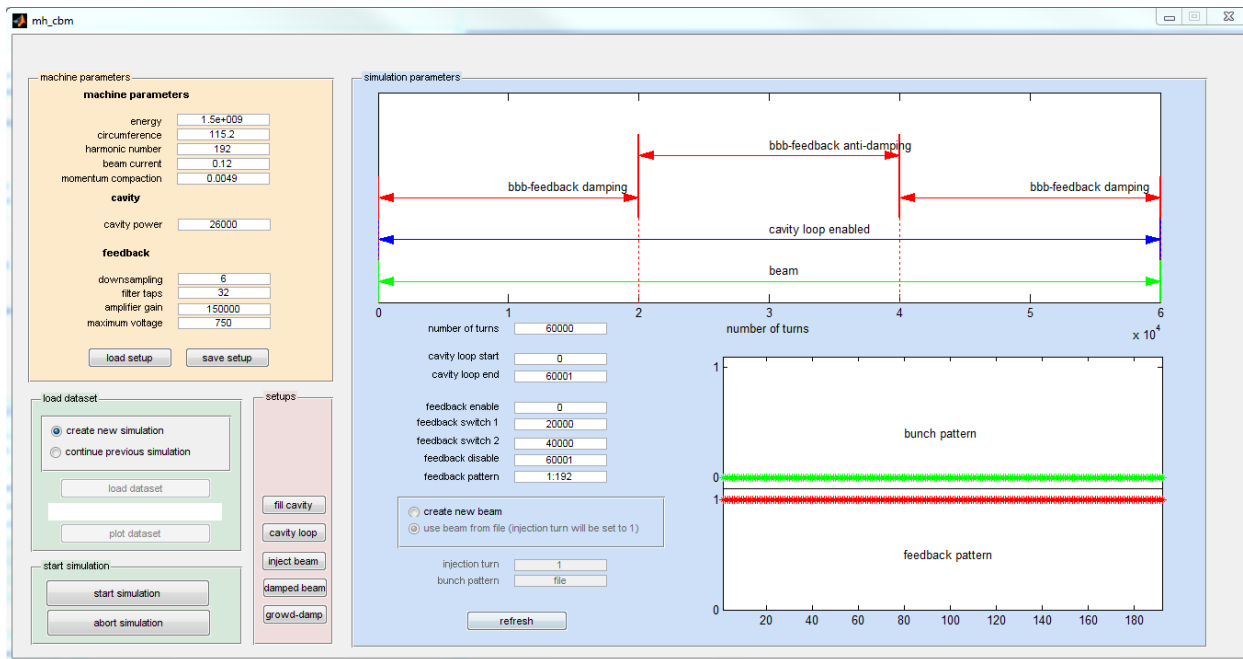 mh_cbm
machine parameters
machine parameters
energy 1.5e+009
circumference 115.2
harmonic number 192
beam current 0.12
momentum compaction 0.0049
cavity
cavity power 26000
feedback
downsampling 6
filter taps 32
amplifier gain 150000
maximum voltage 750
load setup save setup
load dataset
create new simulation
continue previous simulation
load dataset
plot dataset
start simulation
start simulation
abort simulation
setups
fill cavity
cavity loop
inject beam
damped beam
growd-damp
simulation parameters
bbb-feedback anti-damping
bbb-feedback damping bbb-feedback damping
cavity loop enabled
beam
0 1 2 3 4 5 6
number of turns
x 10^4
number of turns 60000
cavity loop start 0
cavity loop end 60001
feedback enable 0
feedback switch 1 20000
feedback switch 2 40000
feedback disable 60001
feedback pattern 1:192
create new beam
use beam from file (injection turn will be set to 1)
injection turn 1
bunch pattern file
refresh
1
bunch pattern
0
1
feedback pattern
0
20 40 60 80 100 120 140 160 180